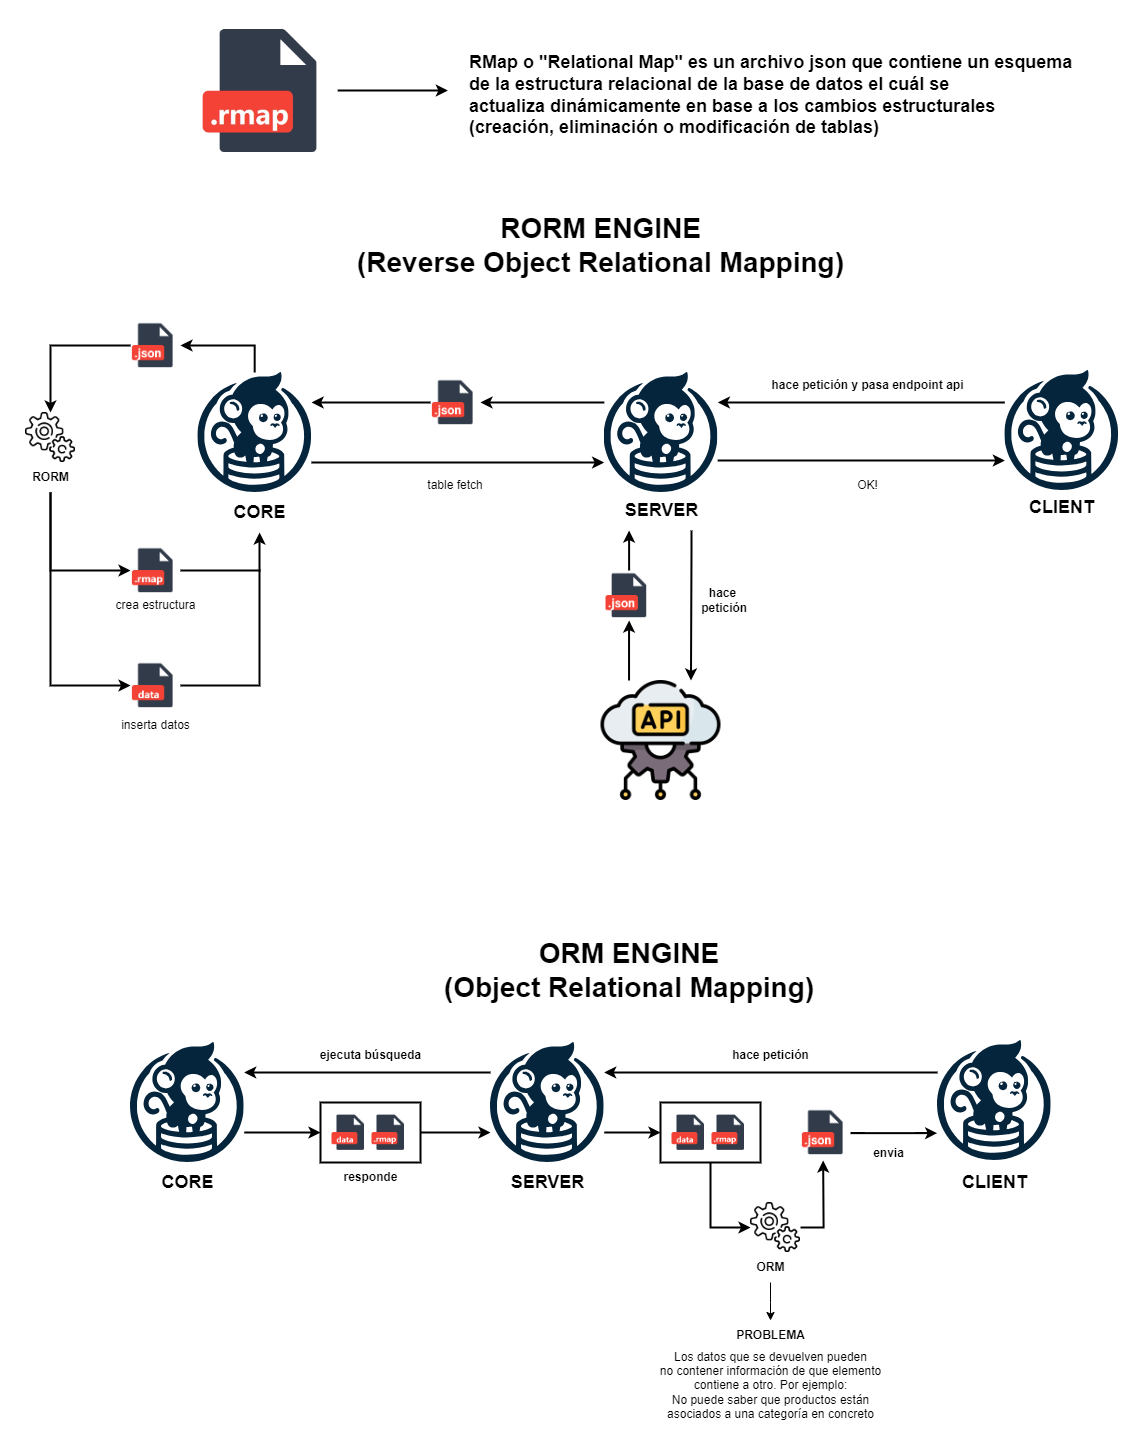 .rmap
RMap o "Relational Map" es un archivo json que contiene un esquema
de la estructura relacional de la base de datos el cuál se
actualiza dinámicamente en base a los cambios estructurales
(creación, eliminación o modificación de tablas)
RORM ENGINE
(Reverse Object Relational Mapping)
.json
hace petición y pasa endpoint api
.json
RORM
table fetch
OK!
CORE
SERVER
CLIENT
.rmap
crea estructura
.json
hace
petición
data
inserta datos
API
ORM ENGINE
(Object Relational Mapping)
ejecuta búsqueda
hace petición
data
.rmap
data
.rmap
.json
responde
envia
CORE
SERVER
CLIENT
ORM
PROBLEMA
Los datos que se devuelven pueden
no contener información de que elemento
contiene a otro. Por ejemplo:
No puede saber que productos están
asociados a una categoría en concreto